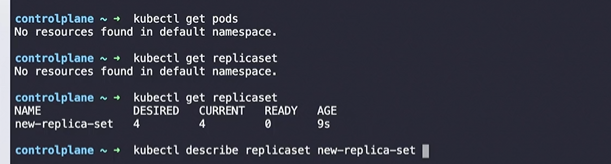 controlplane ~ ➜ kubectl get pods
No resources found in default namespace.
controlplane ~ ➜ kubectl get replicaset
No resources found in default namespace.
controlplane ~ ➜ kubectl get replicaset
NAME DESIRED CURRENT READY AGE
new-replica-set 4 4 0 9s
controlplane ~ ➜ kubectl describe replicaset new-replica-set